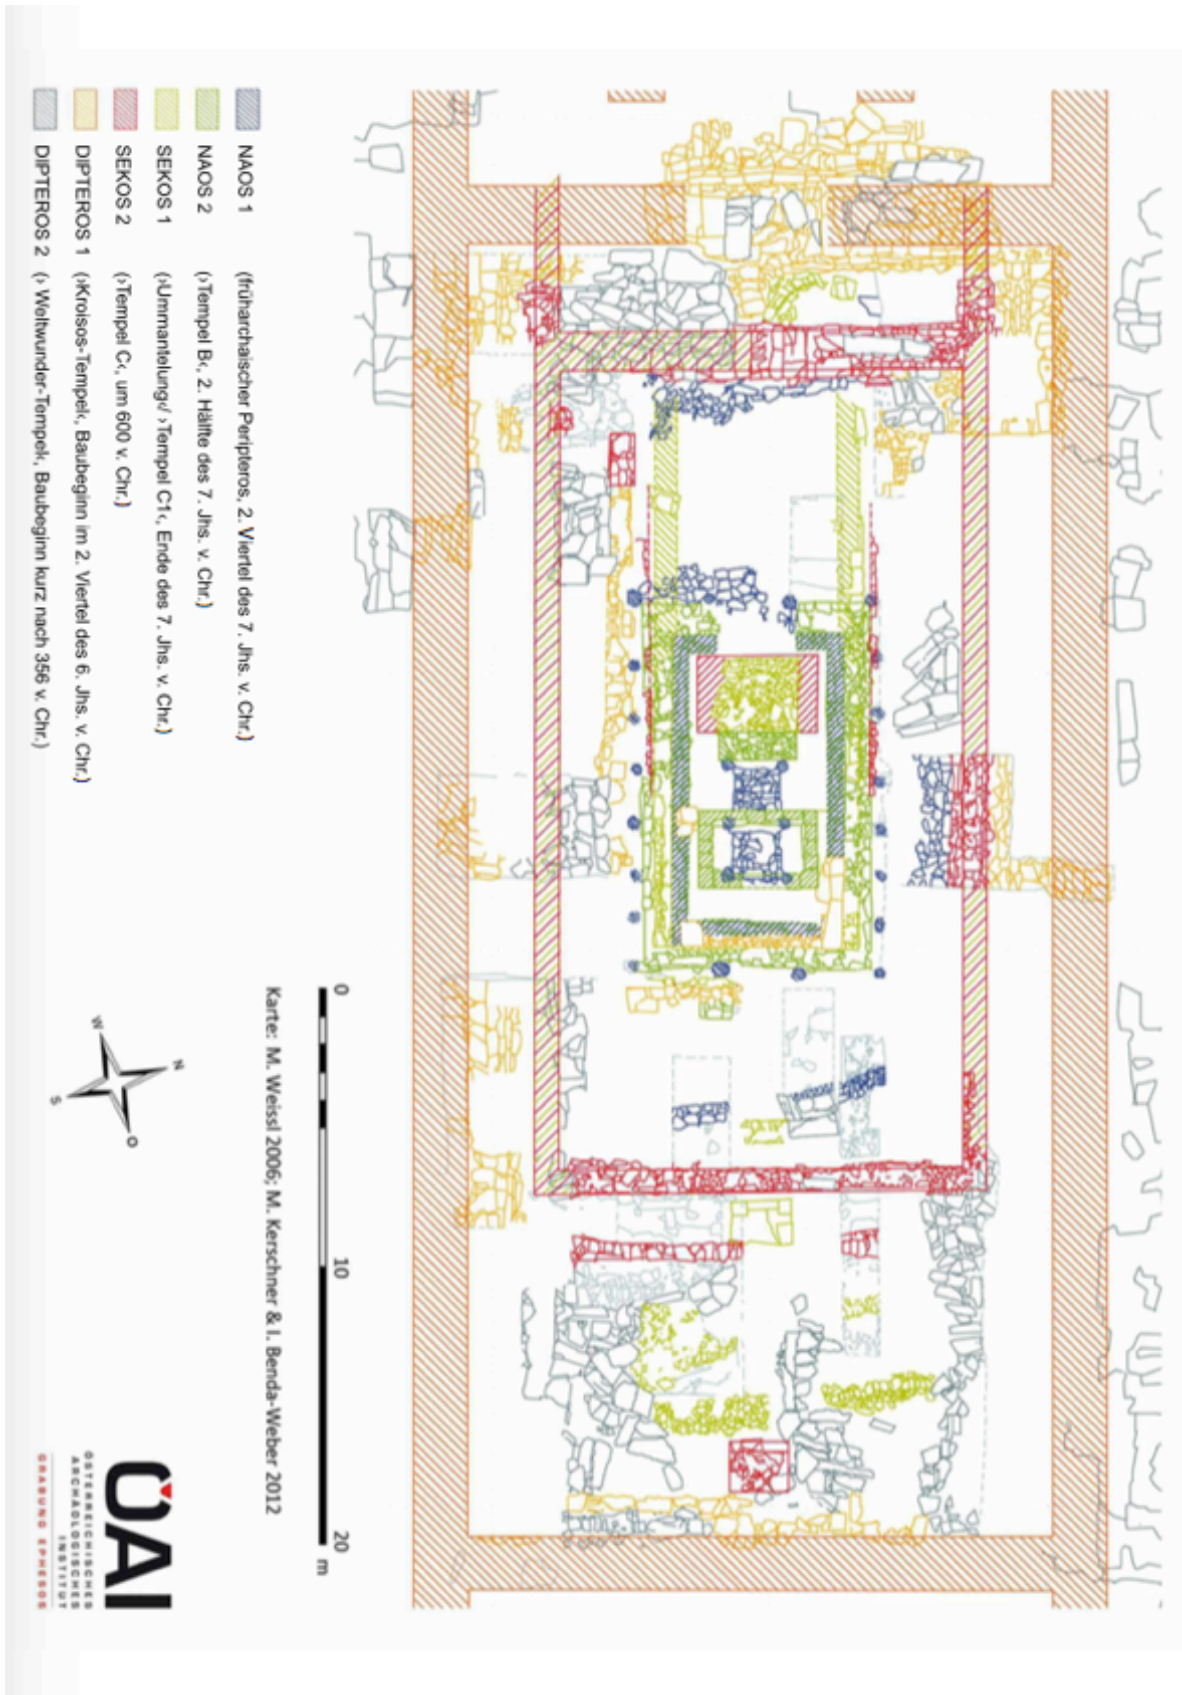 NAOS 1 (früharchaischer Peripteros, 2. Viertel des 7. Jhs. v. Chr.)
NAOS 2 (›Tempel B‹, 2. Hälfte des 7. Jhs. v. Chr.)
SEKOS 1 (›Ummantelung‹/ ›Tempel C1‹, Ende des 7. Jhs. v. Chr.)
SEKOS 2 (›Tempel C‹, um 600 v. Chr.)
DIPTEROS 1 (›Kroisos-Tempel‹, Baubeginn im 2. Viertel des 6. Jhs. v. Chr.)
DIPTEROS 2 (› Weltwunder-Tempel‹, Baubeginn kurz nach 356 v. Chr.)
0 10 20 m
Karte: M. Weissl 2006; M. Kerschner & I. Benda-Weber 2012
N
W
O
S
ÖAI
ÖSTERREICHISCHES
ARCHÄOLOGISCHES
INSTITUT
GRABUNG EPHESOS